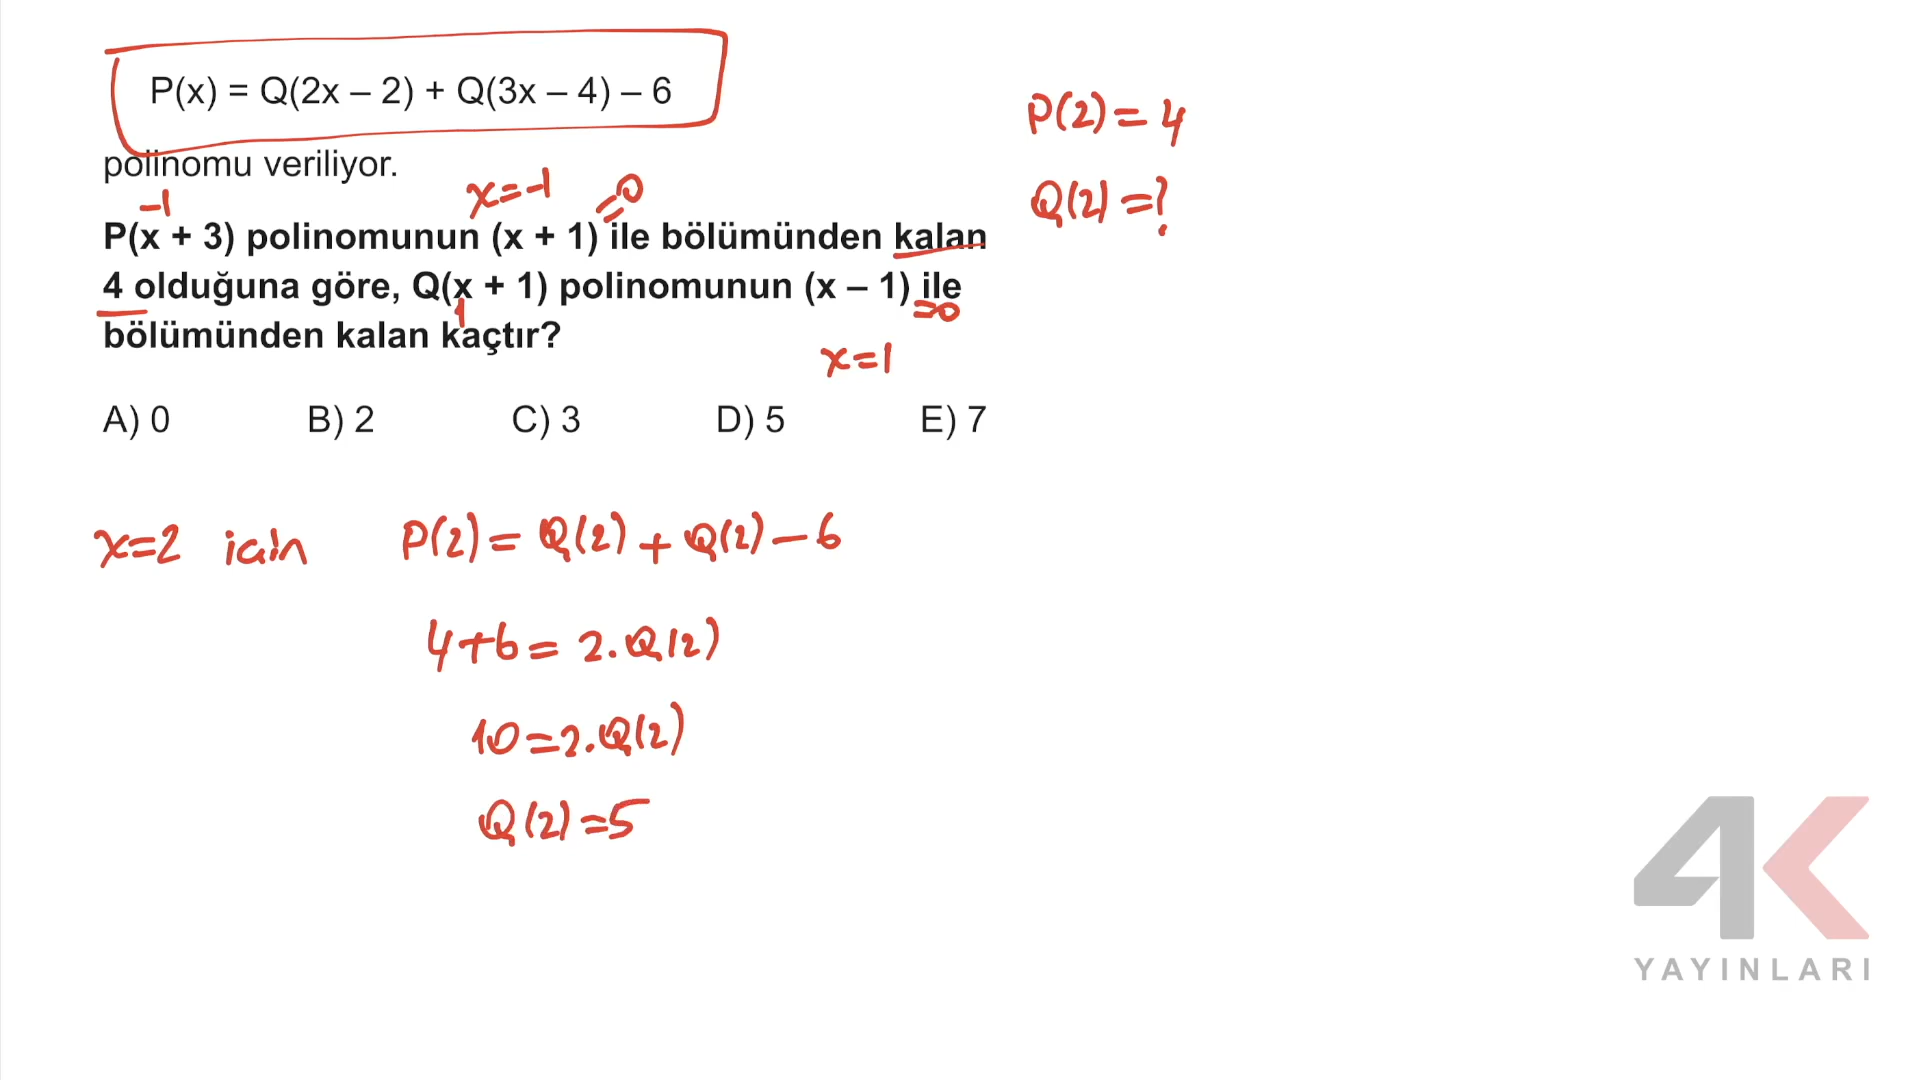 P(x) = Q(2x – 2) + Q(3x – 4) – 6
polinomu veriliyor.
-1
x=-1
=0
P(x + 3) polinomunun (x + 1) ile bölümünden kalan
4 olduğuna göre, Q(x + 1) polinomunun (x – 1) ile
1
=0
bölümünden kalan kaçtır?
x=1
A) 0 B) 2 C) 3 D) 5 E) 7
P(2)=4
Q(2)=?
x=2 için P(2)=Q(2)+Q(2)-6
4+6=2.Q(2)
10=2.Q(2)
Q(2)=5
4K
YAYINLARI